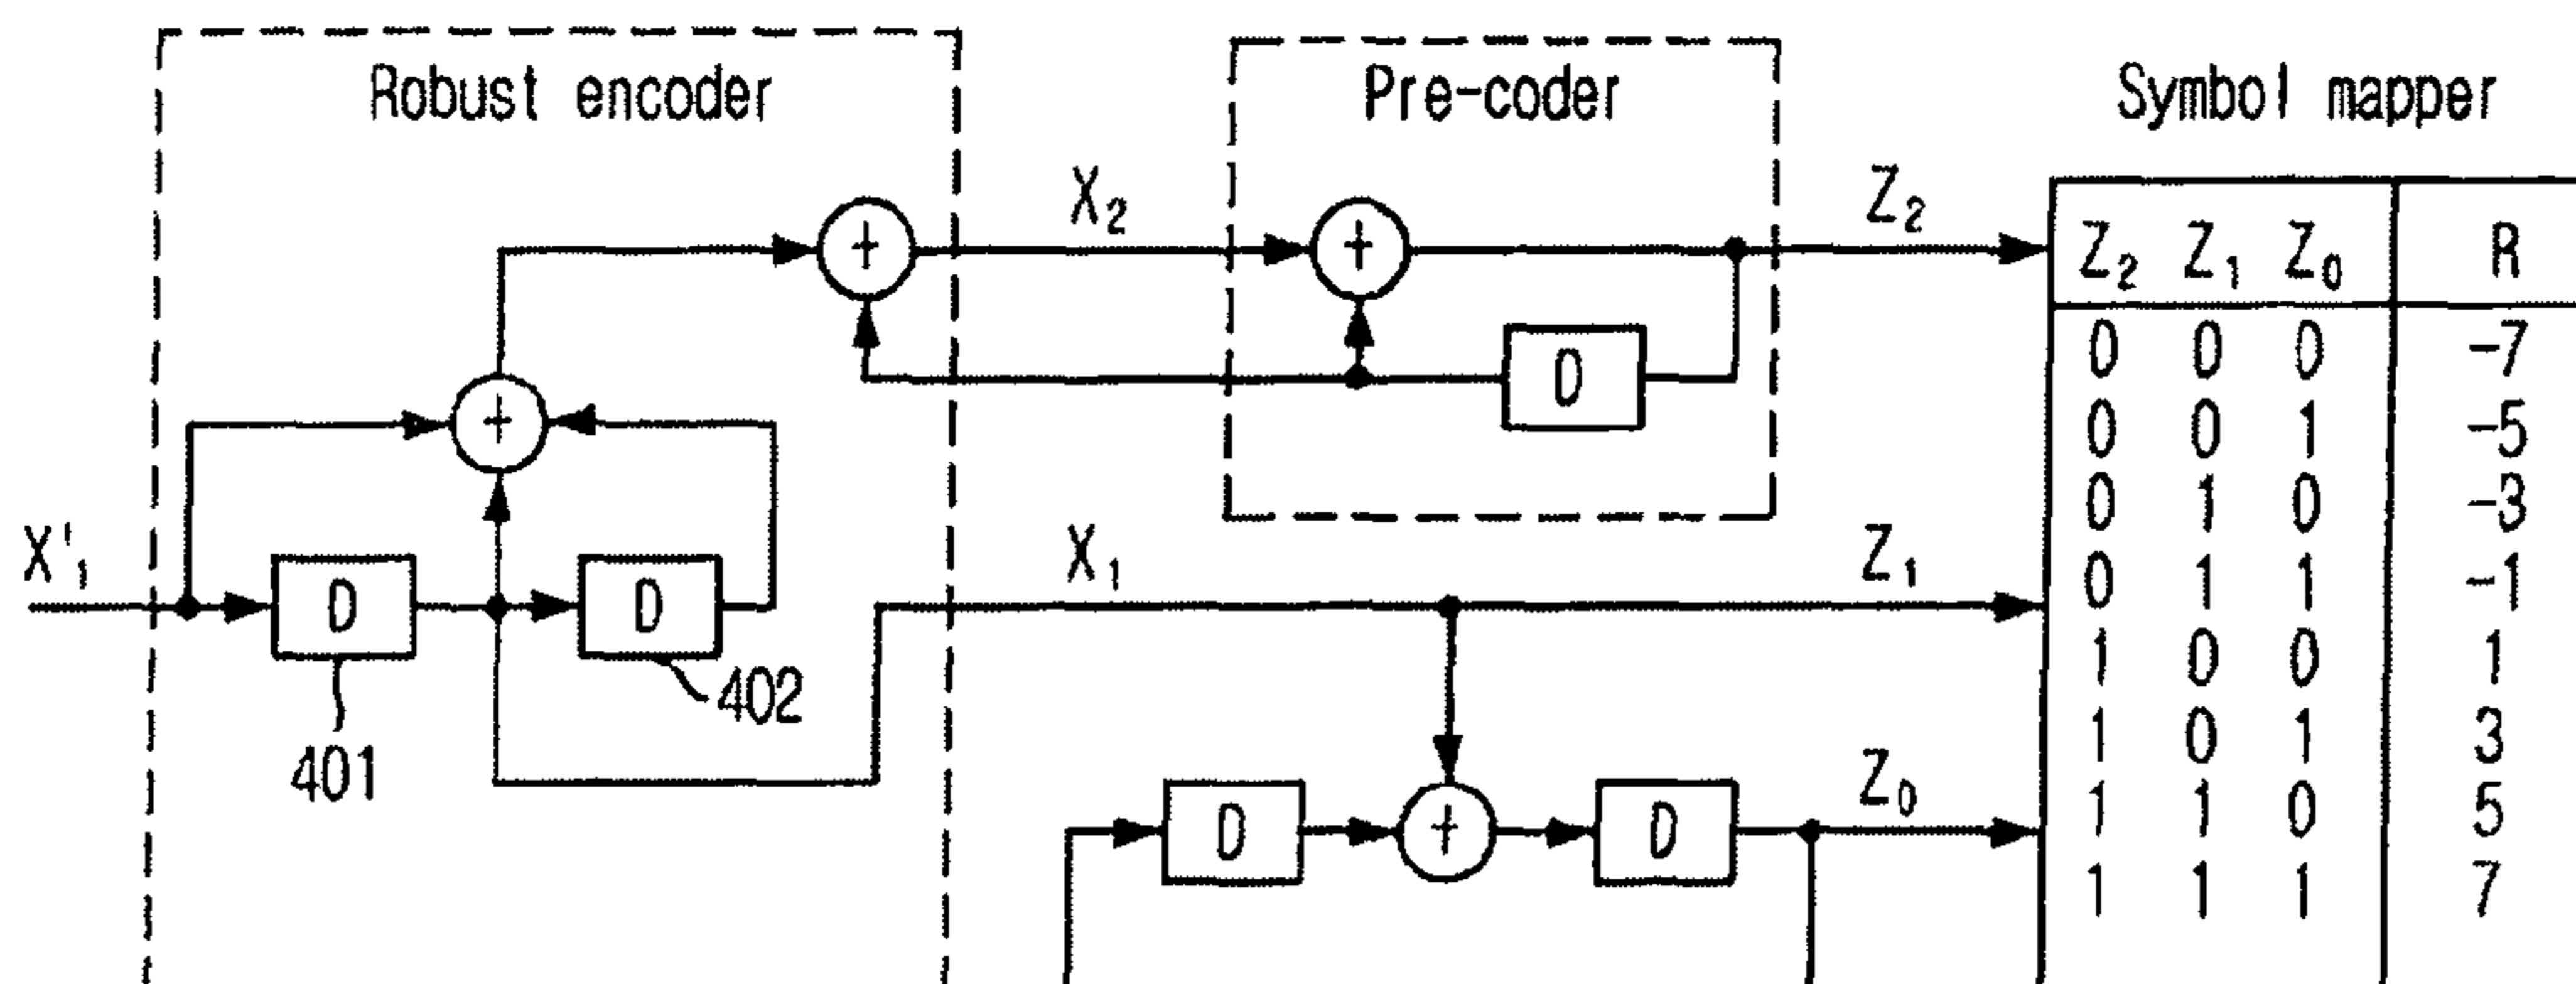 Robust encoder
Pre-coder
Symbol mapper
X₂
Z₂
Z₂ Z₁ Z₀ R
+
+
0 0 0 -7
D
+
0 0 1 -5
0 1 0 -3
X'₁
X₁
Z₁
0 1 1 -1
D
D
1 0 0 1
402
401
1 0 1 3
Z₀
D
+
D
1 1 0 5
1 1 1 7